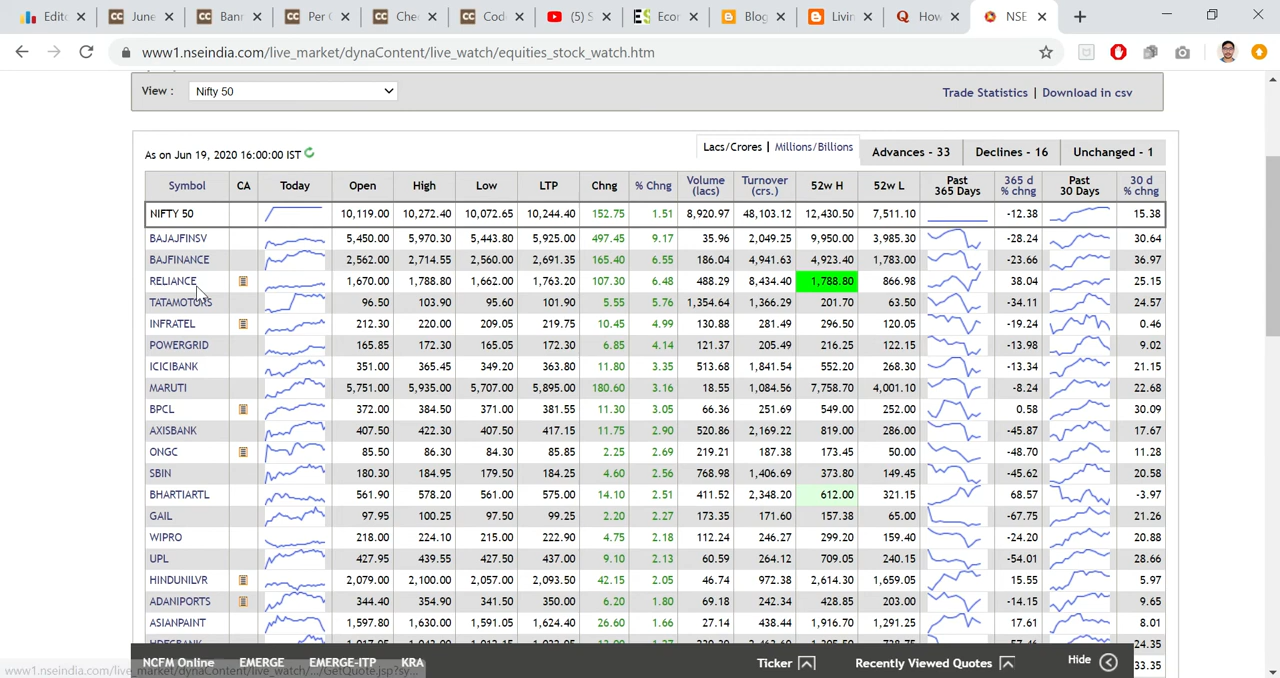 Edito
June
Banr
Per C
Che
Cod
(5) S
Ecor
Blog
Livin
How
NSE
www1.nseindia.com/live_market/dynaContent/live_watch/equities_stock_watch.htm
View : Nifty 50 Trade Statistics | Download in csv
As on Jun 19, 2020 16:00:00 IST Lacs/Crores | Millions/Billions Advances - 33 Declines - 16 Unchanged - 1
Symbol CA Today Open High Low LTP Chng % Chng Volume (lacs) Turnover (crs.) 52w H 52w L Past 365 Days 365 d % chng Past 30 Days 30 d % chng
NIFTY 50 10,119.00 10,272.40 10,072.65 10,244.40 152.75 1.51 8,920.97 48,103.12 12,430.50 7,511.10 -12.38 15.38
BAJAJFINSV 5,450.00 5,970.30 5,443.80 5,925.00 497.45 9.17 35.96 2,049.25 9,950.00 3,985.30 -28.24 30.64
BAJFINANCE 2,714.55 2,560.00 2,691.35 165.40 6.55 186.04 4,941.63 4,923.40 1,783.00 -23.66 36.97
LIANCE 1,670.00 1,788.80 1,662.00 1,763.20 107.30 6.48 488.29 8,434.40 1,788.80 866.98 38.04 25.15
TATAMOTORS 96.50 103.90 95.60 101.90 5.55 5.76 1,354.64 1,366.29 201.70 63.50 -34.11 24.57
INFRATEL 212.30 220.00 209.05 219.75 10.45 4.99 130.88 281.49 296.50 120.05 -19.24 0.46
POWERGRID 165.85 172.30 165.05 172.30 6.85 4.14 121.37 205.49 216.25 122.15 -13.98 9.02
ICICIBANK 351.00 365.45 349.20 363.80 11.80 3.35 513.68 1,841.54 552.20 268.30 -13.34 21.15
MARUTI 5,751.00 5,935.00 5,707.00 5,895.00 180.60 3.16 18.55 1,084.56 7,758.70 4,001.10 -8.24 22.68
BPCL 372.00 384.50 371.00 381.55 11.30 3.05 66.36 251.69 549.00 252.00 0.58 30.09
AXISBANK 407.50 422.30 407.50 417.15 11.75 2.90 520.86 2,169.22 819.00 286.00 -45.87 17.67
ONGC 85.50 86.30 84.30 85.85 2.25 2.69 219.21 187.38 173.45 50.00 -48.70 11.28
SBIN 180.30 184.95 179.50 184.25 4.60 2.56 768.98 1,406.69 373.80 149.45 -45.62 20.58
BHARTIARTL 578.20 561.00 575.00 14.10 2.51 411.52 2,348.20 612.00 321.15 68.57 -3.97
GAIL 97.95 100.25 97.50 99.25 2.20 2.27 173.35 171.60 157.38 65.00 -67.75 21.26
WIPRO 220.00 224.10 215.00 222.90 4.75 2.18 112.24 246.27 299.20 159.40 -24.20 20.88
UPL 429.95 439.55 427.50 437.00 9.10 2.13 60.59 264.12 709.05 240.15 -54.01 28.66
HINDUNILVR 2,070.00 2,100.00 2,057.00 2,093.50 42.15 2.05 46.74 972.38 2,614.30 1,659.05 15.55 5.97
ADANIPORTS 344.40 354.90 341.50 350.00 6.20 1.80 69.18 242.34 428.85 203.00 -14.15 9.65
ASIANPAINT 1,630.00 1,591.05 1,624.40 26.60 1.66 27.14 438.44 1,916.70 1,291.25 17.61 8.01
HDFCBANK 24.35
NCFM Online EMERGE EMERGE-ITP KRA Ticker Recently Viewed Quotes Hide 33.35
www1.nseindia.com/live_market/dynaContent/live_watch/.../GetQuote.jsp?sy...